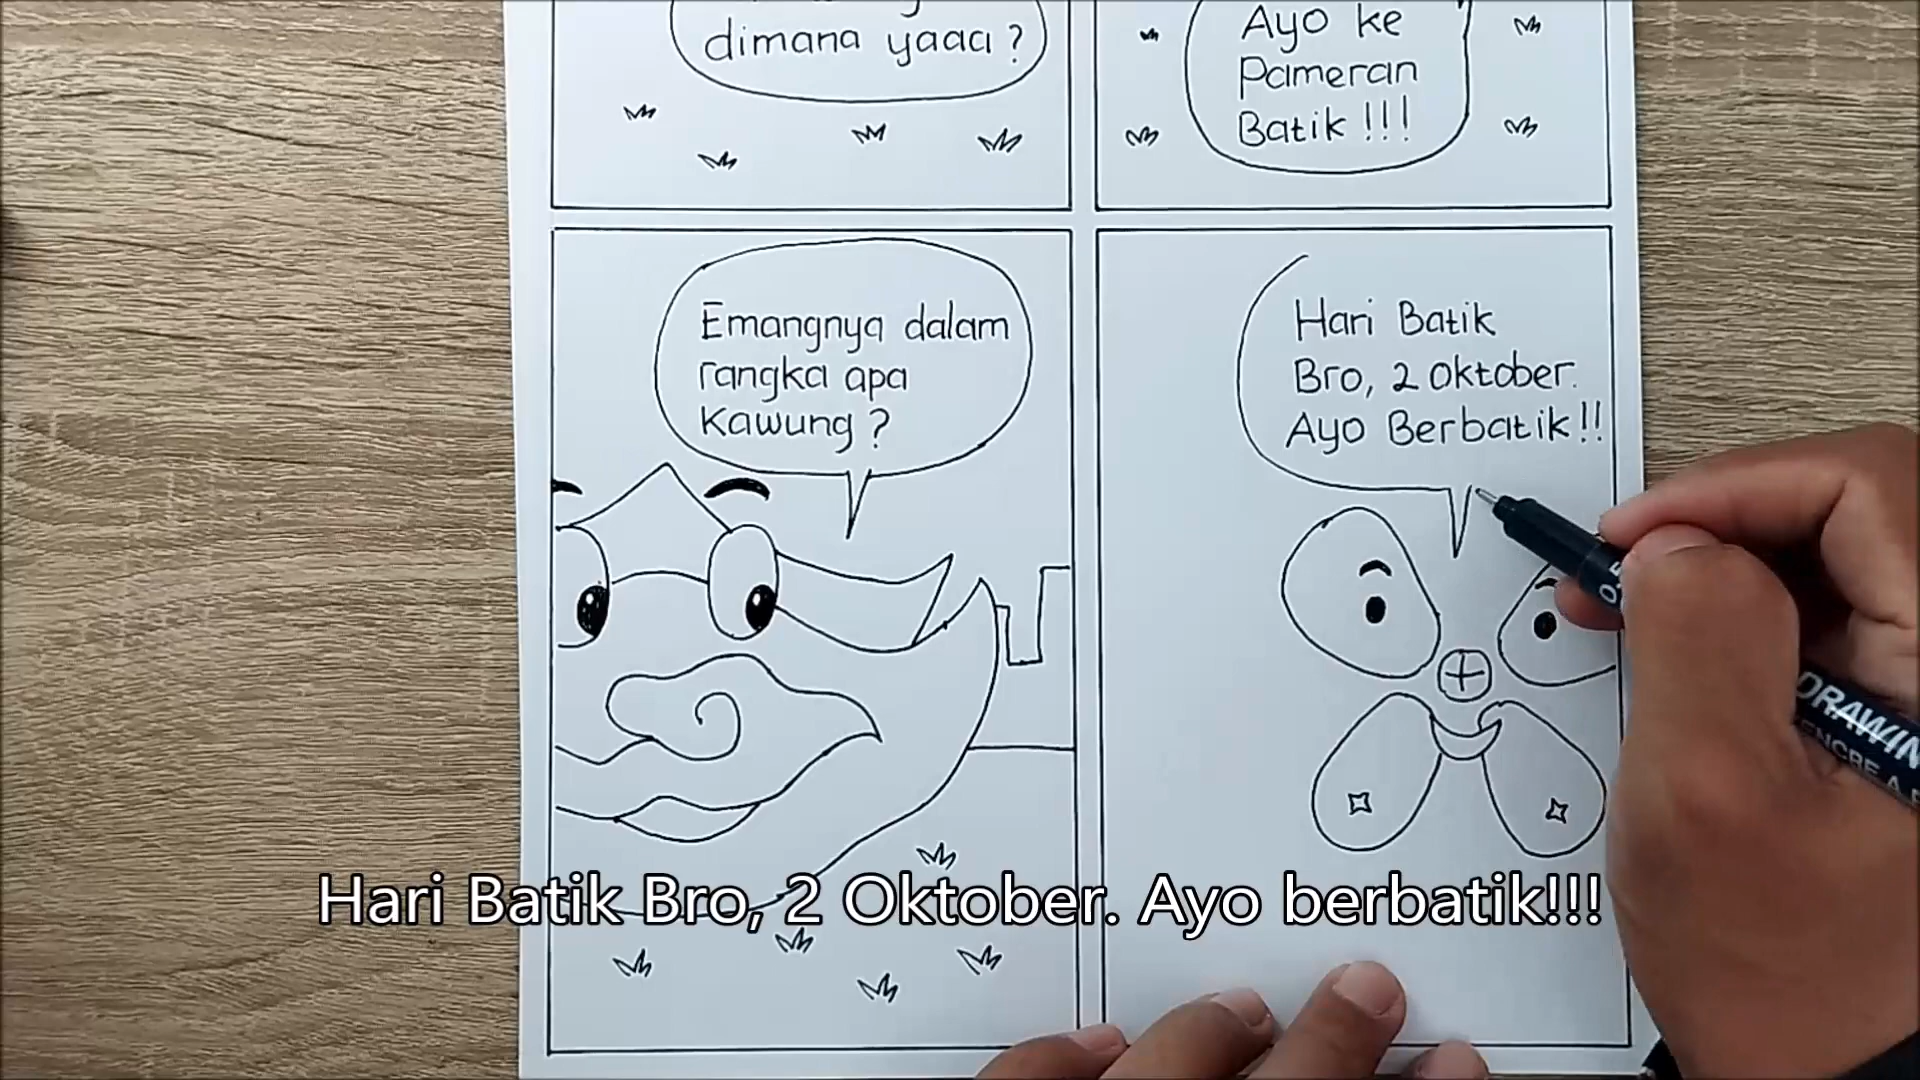 dimana yaaa ?
Ayo ke
Pameran
Batik !!!
Emangnya dalam
rangka apa
Kawung ?
Hari Batik
Bro, 2 Oktober.
Ayo Berbatik !!
DRAWIN
Hari Batik Bro, 2 Oktober. Ayo berbatik!!!